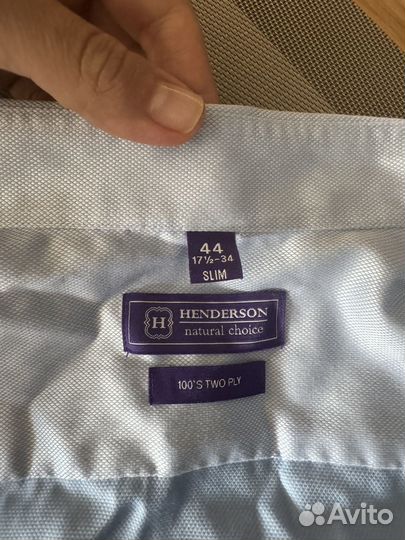 44
17½-34
SLIM
H HENDERSON
natural choice
100'S TWO PLY
Avito